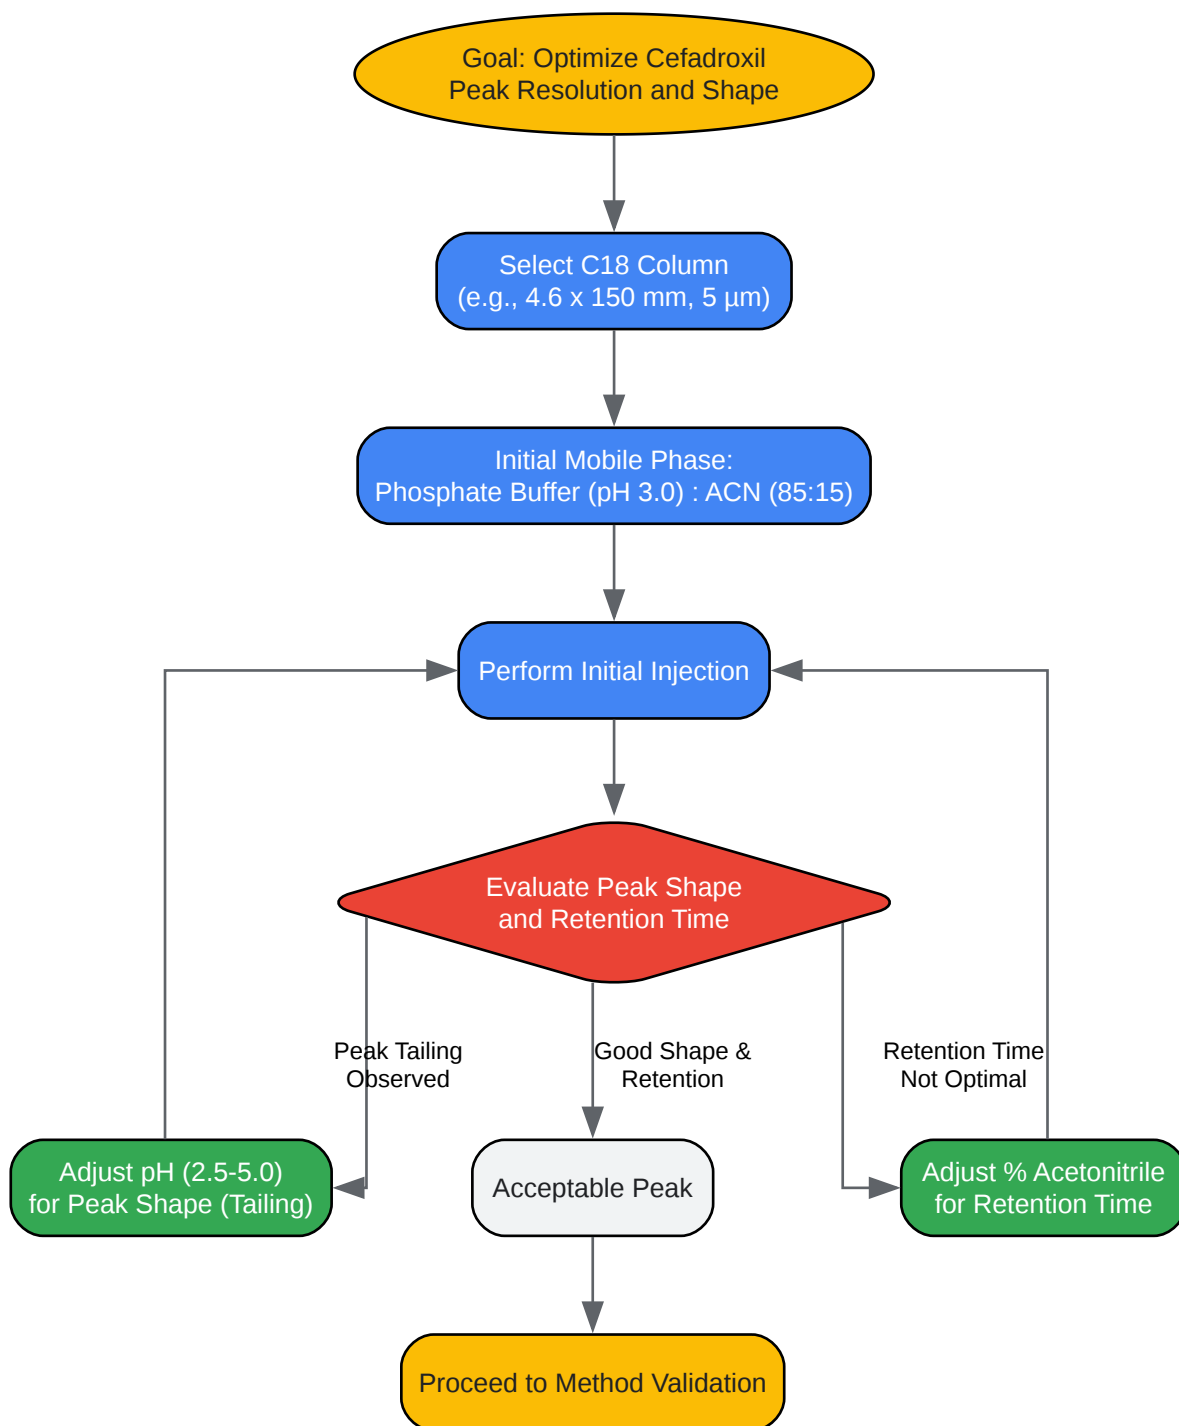 Goal: Optimize Cefadroxil
Peak Resolution and Shape
Select C18 Column
(e.g., 4.6 x 150 mm, 5 µm)
Initial Mobile Phase:
Phosphate Buffer (pH 3.0) : ACN (85:15)
Perform Initial Injection
Evaluate Peak Shape
and Retention Time
Peak Tailing
Observed
Good Shape &
Retention
Retention Time
Not Optimal
Adjust pH (2.5-5.0)
for Peak Shape (Tailing)
Acceptable Peak
Adjust % Acetonitrile
for Retention Time
Proceed to Method Validation